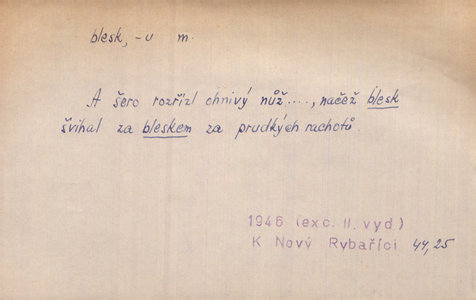 blesk, -u m.
A šero rozřízl ohnivý nůž...., načež blesk
švihal za bleskem za prudkých rachotů.
1946 (exc. II. vyd)
K Nový Rybáříci 44, 25